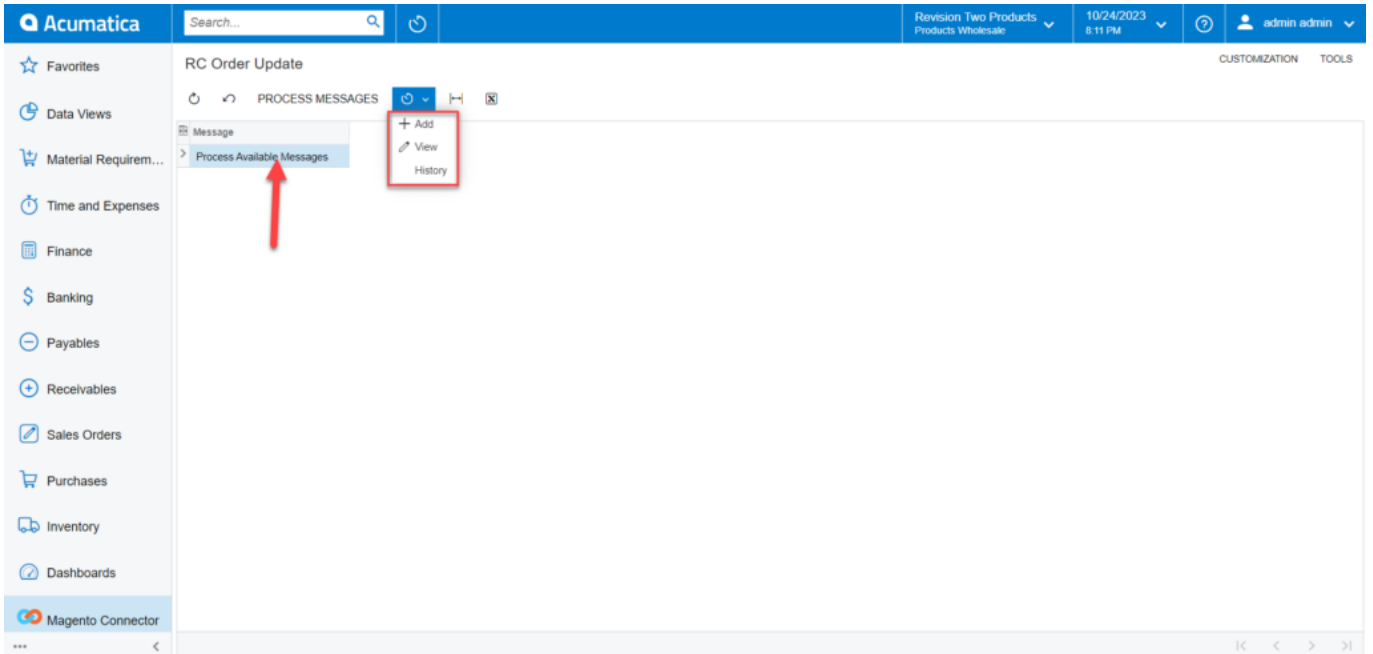 Acumatica
Search...
Revision Two Products
Products Wholesale
10/24/2023
8:11 PM
admin admin
Favorites
Data Views
Material Requirem...
Time and Expenses
Finance
Banking
Payables
Receivables
Sales Orders
Purchases
Inventory
Dashboards
Magento Connector
RC Order Update
CUSTOMIZATION TOOLS
PROCESS MESSAGES
Add
View
History
Message
Process Available Messages